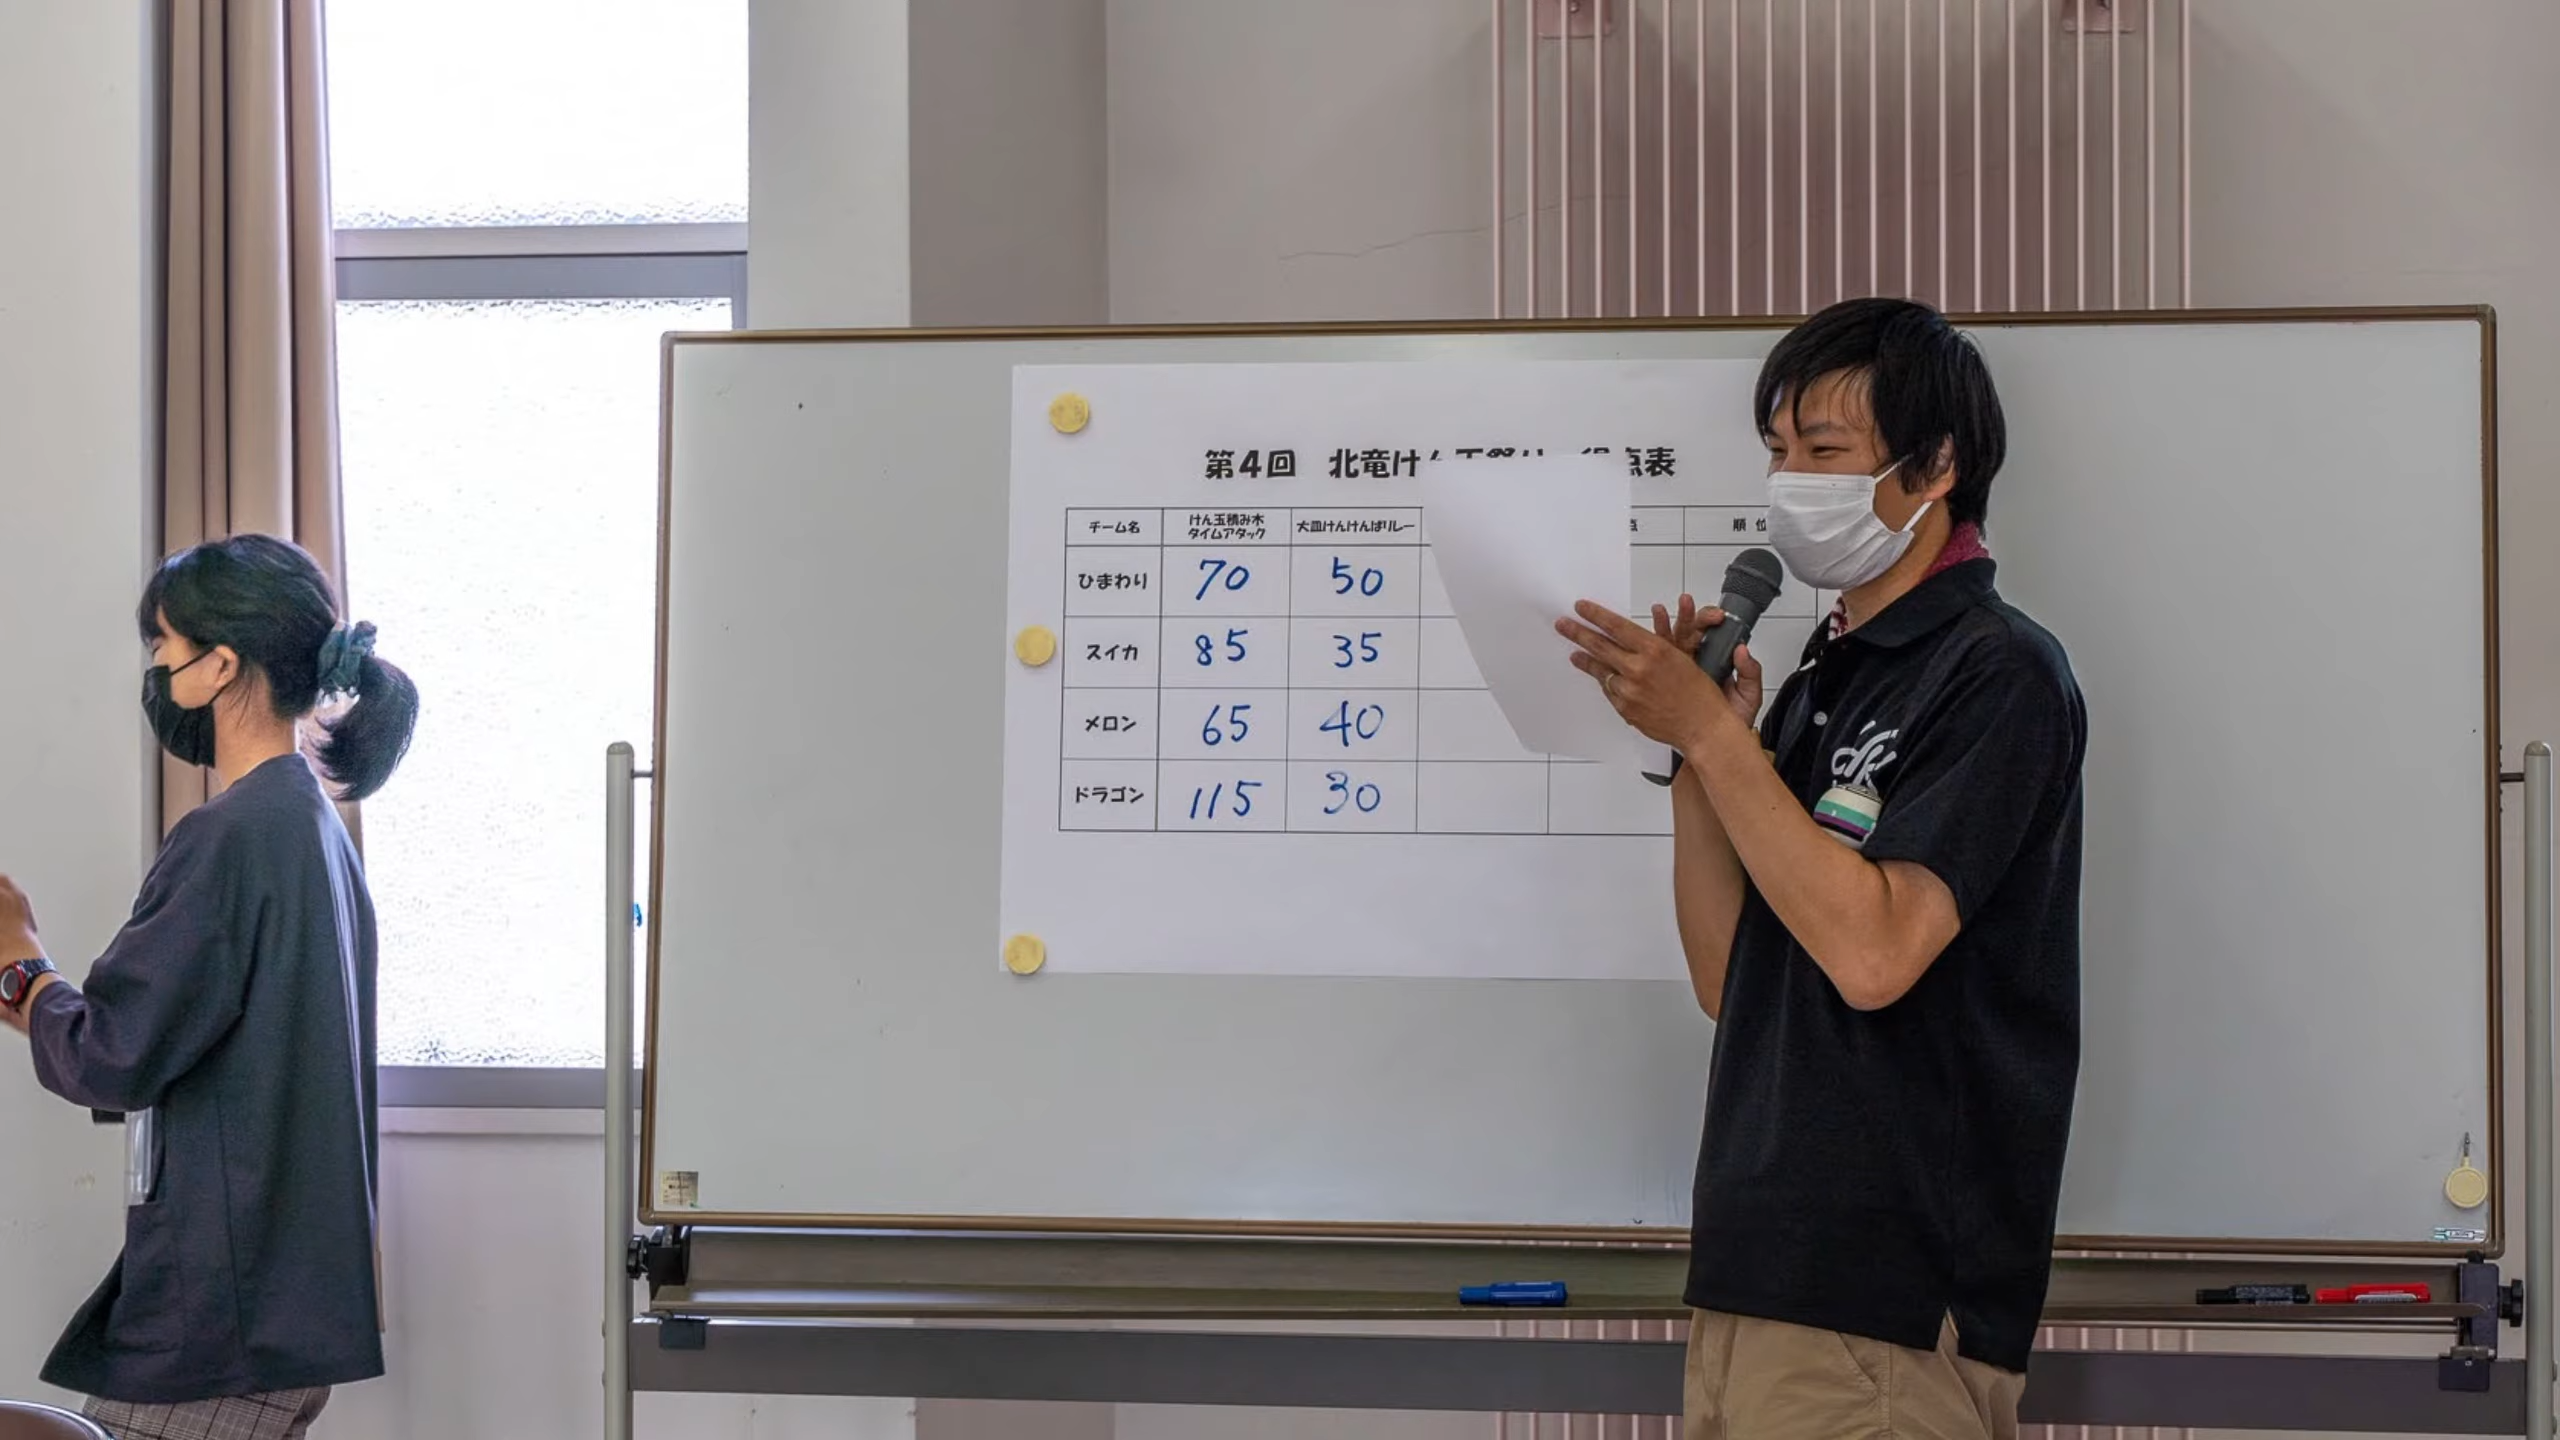 第4回 北竜け 点表
チーム名 けん玉積み木 大皿けんけんぱリレー 点 順位
タイムアタック
ひまわり 70 50
スイカ 85 35
メロン 65 40
ドラゴン 115 30